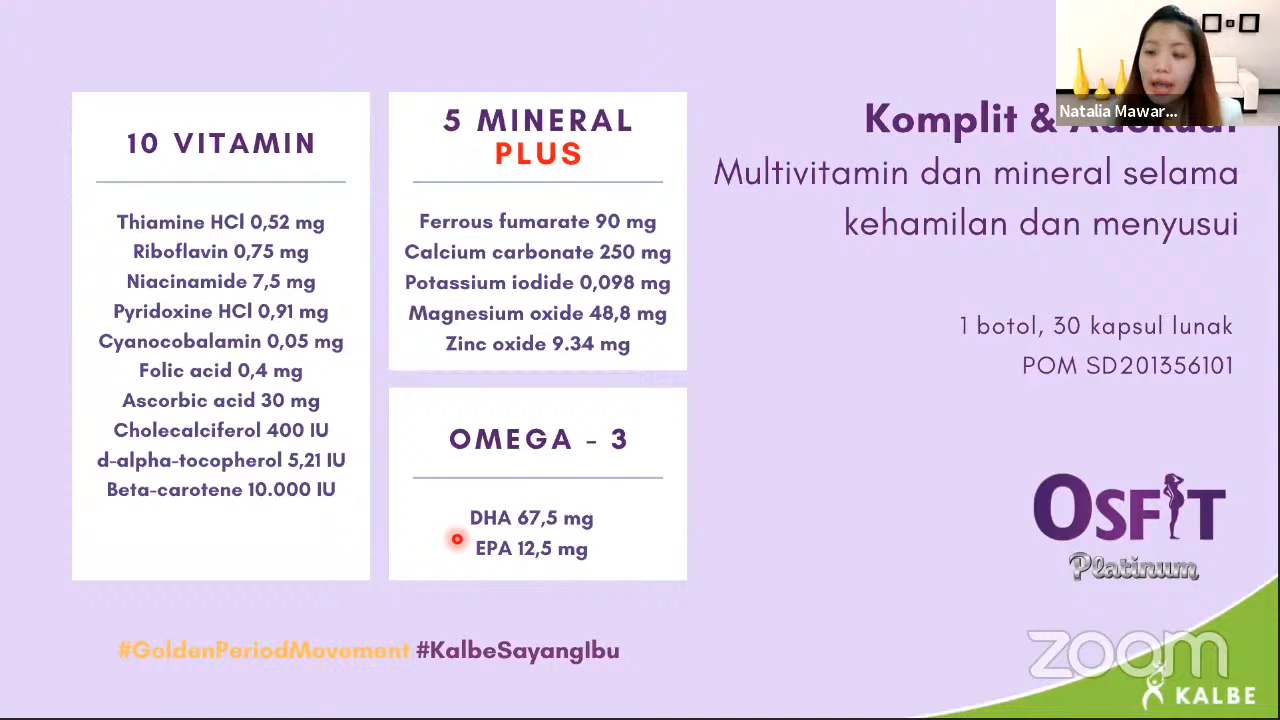 10 VITAMIN
Thiamine HCl 0,52 mg
Riboflavin 0,75 mg
Niacinamide 7,5 mg
Pyridoxine HCl 0,91 mg
Cyanocobalamin 0,05 mg
Folic acid 0,4 mg
Ascorbic acid 30 mg
Cholecalciferol 400 IU
d-alpha-tocopherol 5,21 IU
Beta-carotene 10.000 IU
5 MINERAL
PLUS
Ferrous fumarate 90 mg
Calcium carbonate 250 mg
Potassium iodide 0,098 mg
Magnesium oxide 48,8 mg
Zinc oxide 9.34 mg
OMEGA - 3
DHA 67,5 mg
EPA 12,5 mg
Natalia Mawar...
Komplit &
Multivitamin dan mineral selama
kehamilan dan menyusui
1 botol, 30 kapsul lunak
POM SD201356101
OSFIT
Platinum
#GoldenPeriodMovement #KalbeSayangIbu
zoom
KALBE